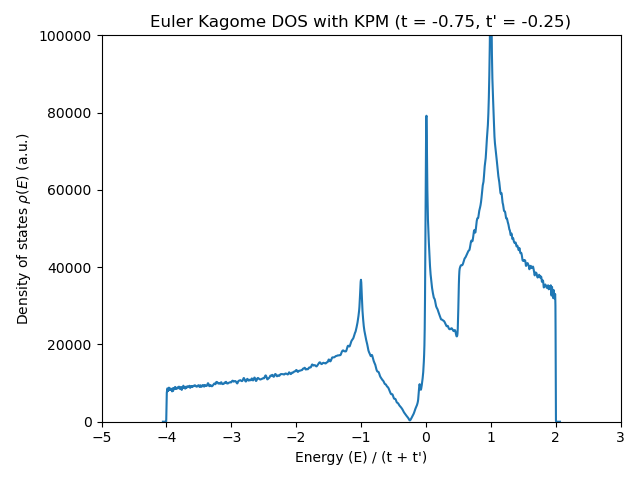 Euler Kagome DOS with KPM (t = -0.75, t' = -0.25)
100000
80000
60000
40000
20000
0
Density of states ρ(E) (a.u.)
−5 −4 −3 −2 −1 0 1 2 3
Energy (E) / (t + t')